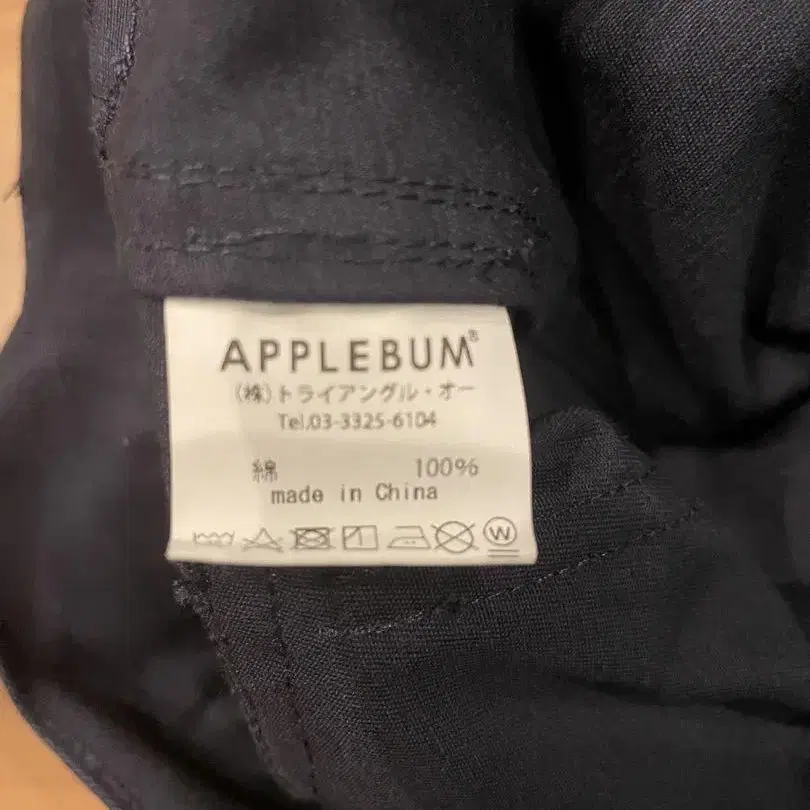 APPLEBUM®
(株)トライアングル・オー
Tel.03-3325-6104
綿 100%
made in China
W